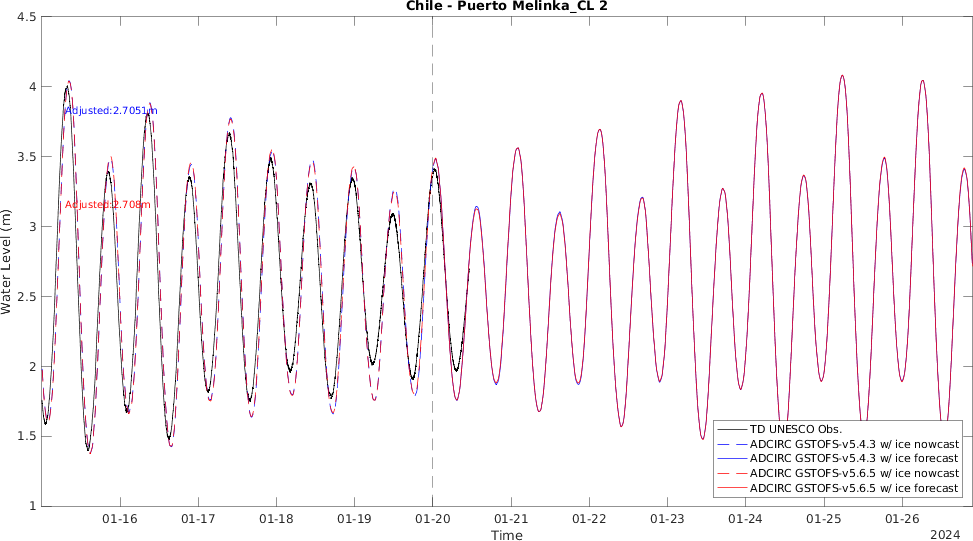 Chile - Puerto Melinka_CL 2
Water Level (m)
4.5
4
3.5
3
2.5
2
1.5
1
Adjusted:2.7051m
Adjusted:2.708m
TD UNESCO Obs.
ADCIRC GSTOFS-v5.4.3 w/ ice nowcast
ADCIRC GSTOFS-v5.4.3 w/ ice forecast
ADCIRC GSTOFS-v5.6.5 w/ ice nowcast
ADCIRC GSTOFS-v5.6.5 w/ ice forecast
01-16 01-17 01-18 01-19 01-20 01-21 01-22 01-23 01-24 01-25 01-26
Time
2024